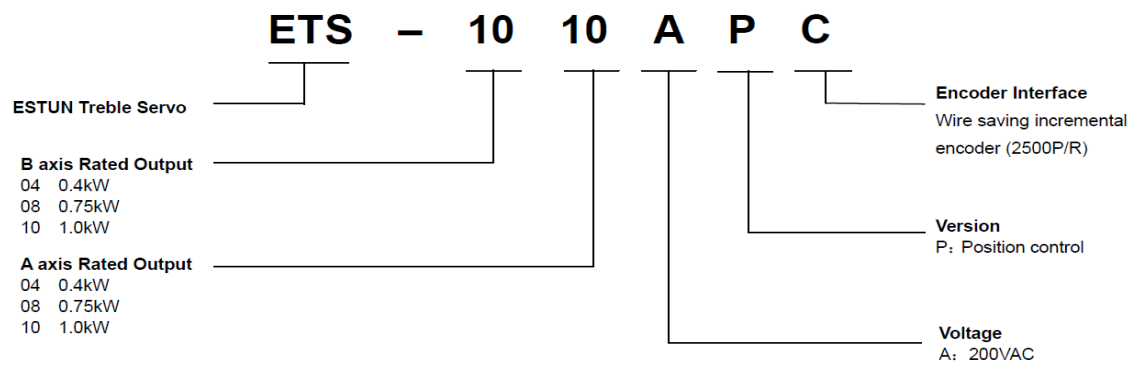 ETS – 10 10 A P C
ESTUN Treble Servo
B axis Rated Output
04 0.4kW
08 0.75kW
10 1.0kW
A axis Rated Output
04 0.4kW
08 0.75kW
10 1.0kW
Encoder Interface
Wire saving incremental
encoder (2500P/R)
Version
P：Position control
Voltage
A：200VAC